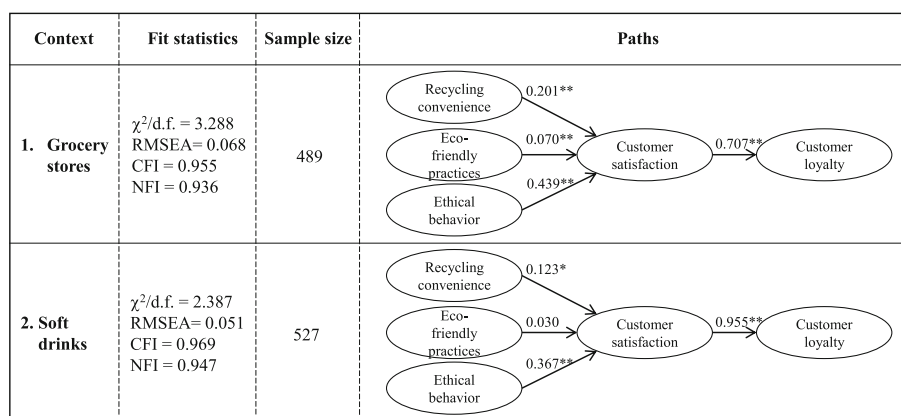 Context Fit statistics Sample size Paths
1. Grocery
stores
χ²/d.f. = 3.288
RMSEA= 0.068
CFI = 0.955
NFI = 0.936
489
Recycling
convenience
0.201**
Eco-
friendly
practices
0.070**
Ethical
behavior
0.439**
Customer
satisfaction
0.707**
Customer
loyalty
2. Soft
drinks
χ²/d.f. = 2.387
RMSEA= 0.051
CFI = 0.969
NFI = 0.947
527
Recycling
convenience
0.123*
Eco-
friendly
practices
0.030
Ethical
behavior
0.367**
Customer
satisfaction
0.955**
Customer
loyalty